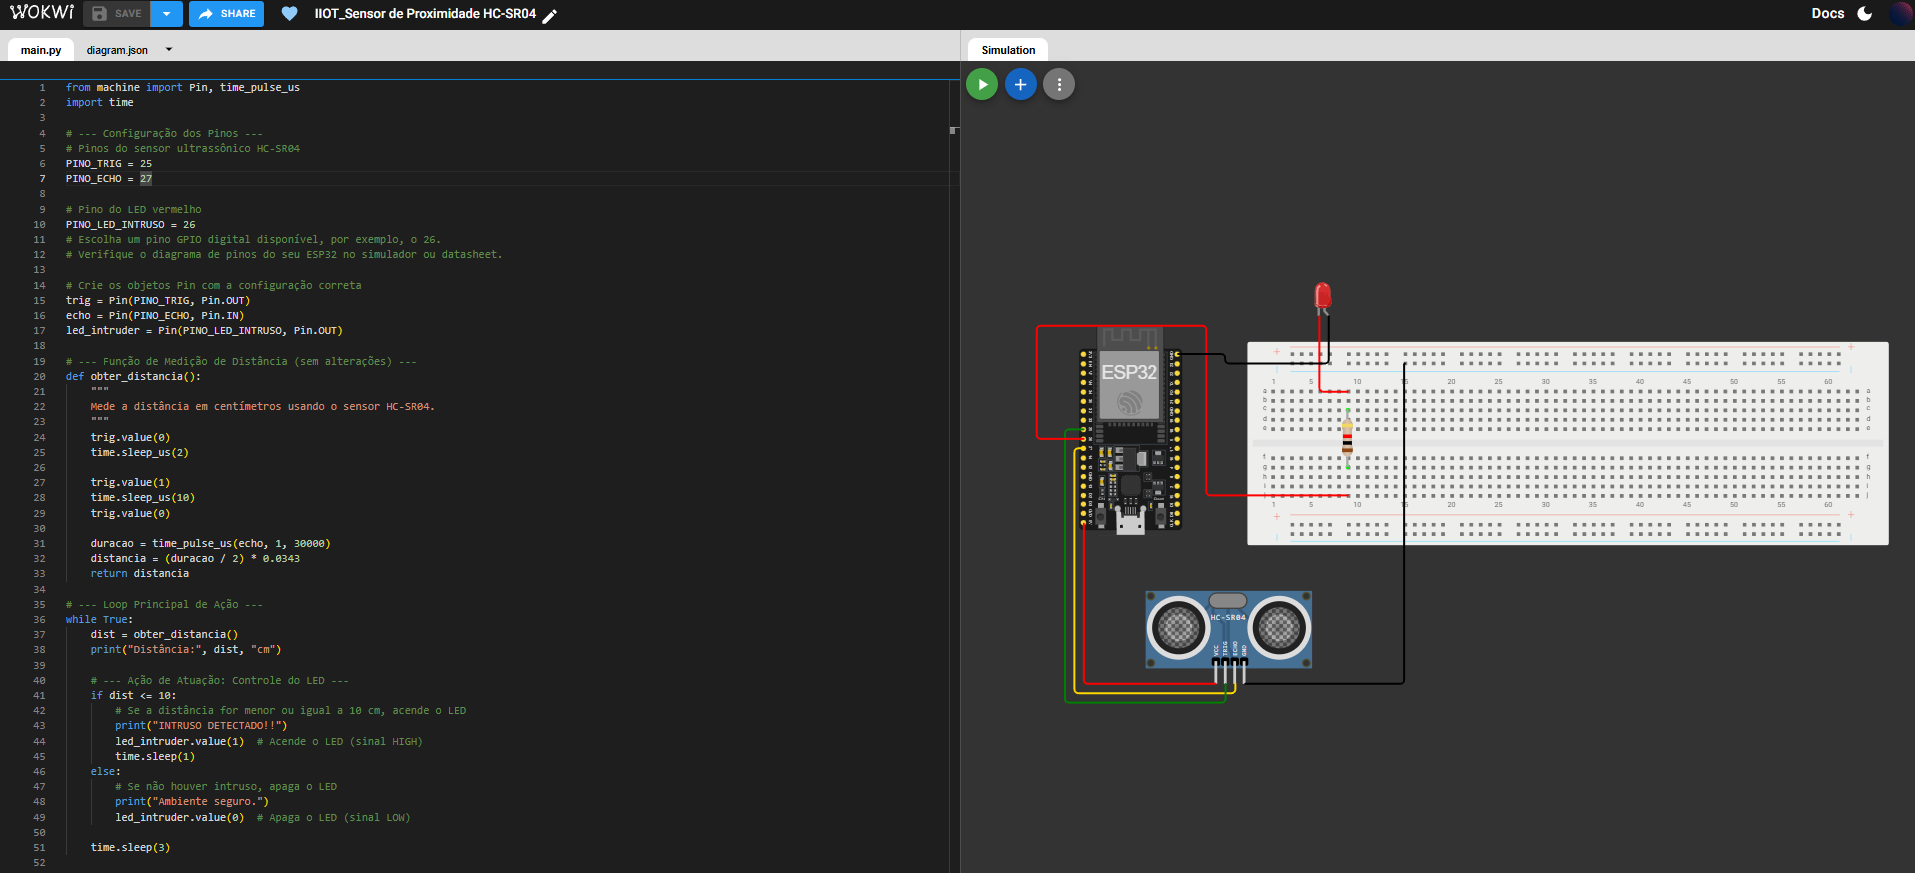 WOKWI
SAVE
SHARE
IIOT_Sensor de Proximidade HC-SR04
Docs
main.py
diagram.json
Simulation
1 from machine import Pin, time_pulse_us
2 import time
3
4 # --- Configuração dos Pinos ---
5 # Pinos do sensor ultrassônico HC-SR04
6 PINO_TRIG = 25
7 PINO_ECHO = 27
8
9 # Pino do LED vermelho
10 PINO_LED_INTRUSO = 26
11 # Escolha um pino GPIO digital disponível, por exemplo, o 26.
12 # Verifique o diagrama de pinos do seu ESP32 no simulador ou datasheet.
13
14 # Crie os objetos Pin com a configuração correta
15 trig = Pin(PINO_TRIG, Pin.OUT)
16 echo = Pin(PINO_ECHO, Pin.IN)
17 led_intruder = Pin(PINO_LED_INTRUSO, Pin.OUT)
18
19 # --- Função de Medição de Distância (sem alterações) ---
20 def obter_distancia():
21 """
22 Mede a distância em centímetros usando o sensor HC-SR04.
23 """
24 trig.value(0)
25 time.sleep_us(2)
26
27 trig.value(1)
28 time.sleep_us(10)
29 trig.value(0)
30
31 duracao = time_pulse_us(echo, 1, 30000)
32 distancia = (duracao / 2) * 0.0343
33 return distancia
34
35 # --- Loop Principal de Ação ---
36 while True:
37 dist = obter_distancia()
38 print("Distância:", dist, "cm")
39
40 # --- Ação de Atuação: Controle do LED ---
41 if dist <= 10:
42 # Se a distância for menor ou igual a 10 cm, acende o LED
43 print("INTRUSO DETECTADO!!")
44 led_intruder.value(1) # Acende o LED (sinal HIGH)
45 time.sleep(1)
46 else:
47 # Se não houver intruso, apaga o LED
48 print("Ambiente seguro.")
49 led_intruder.value(0) # Apaga o LED (sinal LOW)
50
51 time.sleep(3)
52
ESP32
1 5 10 15 20 25 30 35 40 45 50 55 60
a a
b b
c c
d d
e e
f f
g g
h h
i i
j j
1 5 10 15 20 25 30 35 40 45 50 55 60
HC-SR04
VCC
TRIG
ECHO
GND